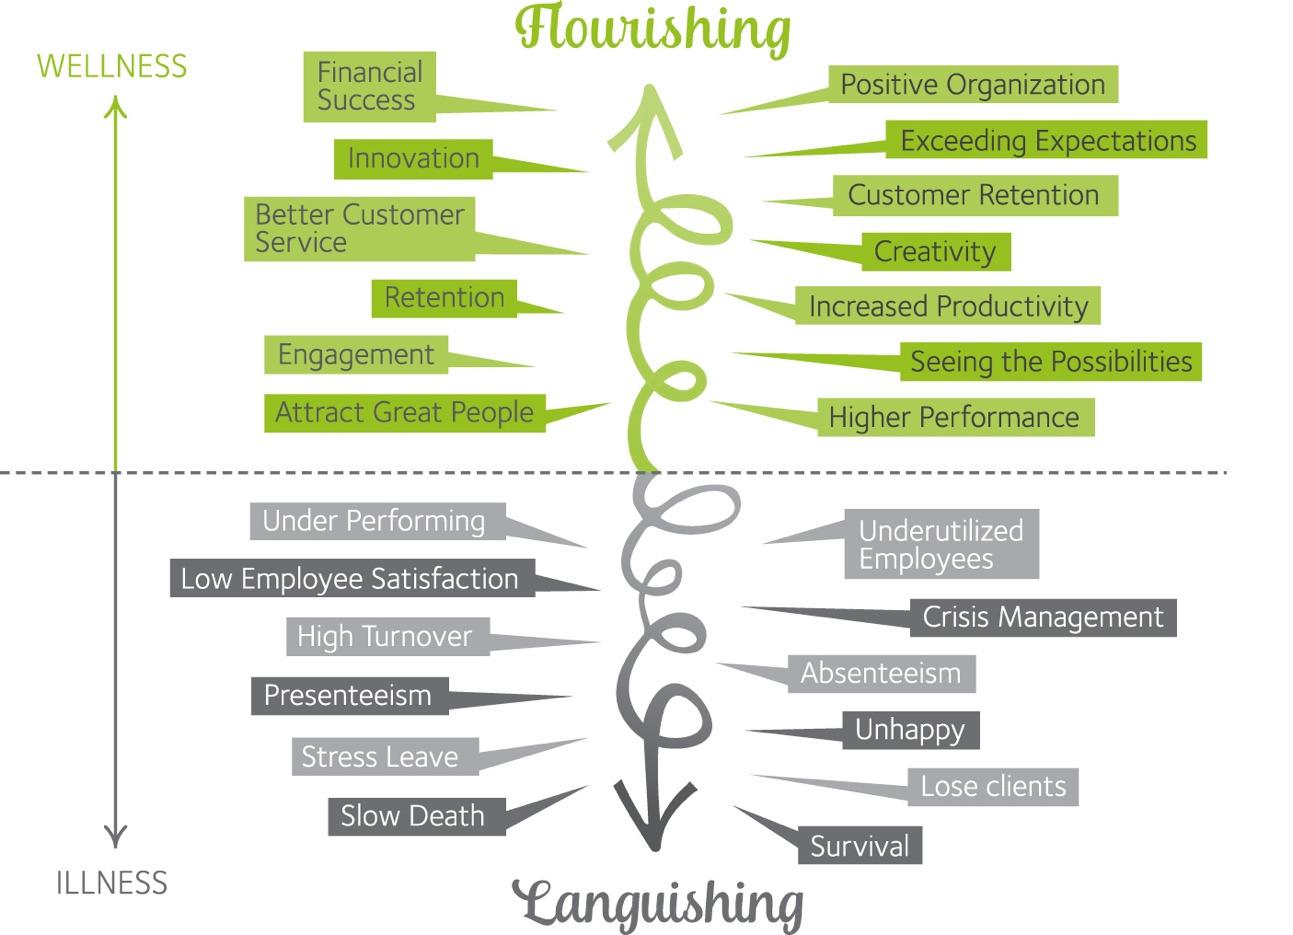 Flourishing
WELLNESS
Financial
Success
Positive Organization
Innovation
Exceeding Expectations
Better Customer
Service
Customer Retention
Creativity
Retention
Increased Productivity
Engagement
Seeing the Possibilities
Attract Great People
Higher Performance
Under Performing
Underutilized
Employees
Low Employee Satisfaction
Crisis Management
High Turnover
Absenteeism
Presenteeism
Unhappy
Stress Leave
Lose clients
Slow Death
Survival
ILLNESS
Languishing